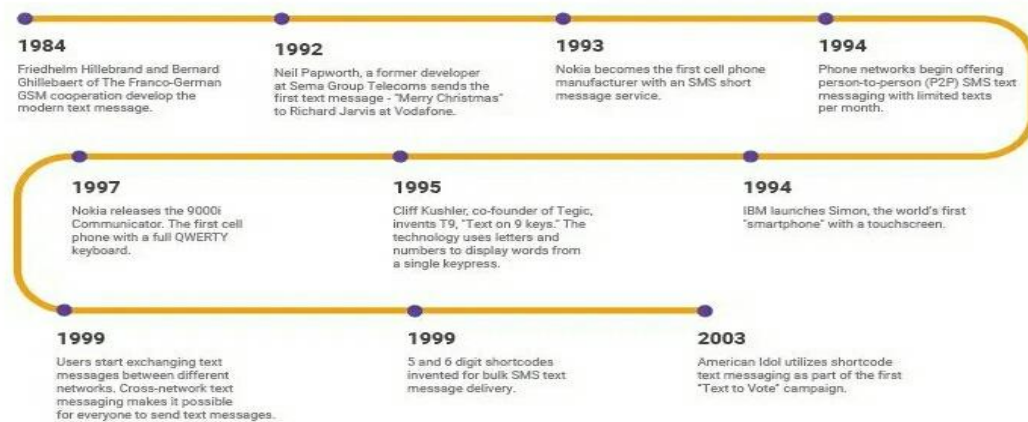 1984
Friedhelm Hillebrand and Bernard
Ghillebaert of The Franco-German
GSM cooperation develop the
modern text message.
1992
Neil Papworth, a former developer
at Sema Group Telecoms sends the
first text message - "Merry Christmas"
to Richard Jarvis at Vodafone.
1993
Nokia becomes the first cell phone
manufacturer with an SMS short
message service.
1994
Phone networks begin offering
person-to-person (P2P) SMS text
messaging with limited texts
per month.
1994
IBM launches Simon, the world's first
"smartphone" with a touchscreen.
1995
Cliff Kushler, co-founder of Tegic,
invents T9, "Text on 9 keys." The
technology uses letters and
numbers to display words from
a single keypress.
1997
Nokia releases the 9000i
Communicator. The first cell
phone with a full QWERTY
keyboard.
1999
Users start exchanging text
messages between different
networks. Cross-network text
messaging makes it possible
for everyone to send text messages.
1999
5 and 6 digit shortcodes
invented for bulk SMS text
message delivery.
2003
American Idol utilizes shortcode
text messaging as part of the first
"Text to Vote" campaign.